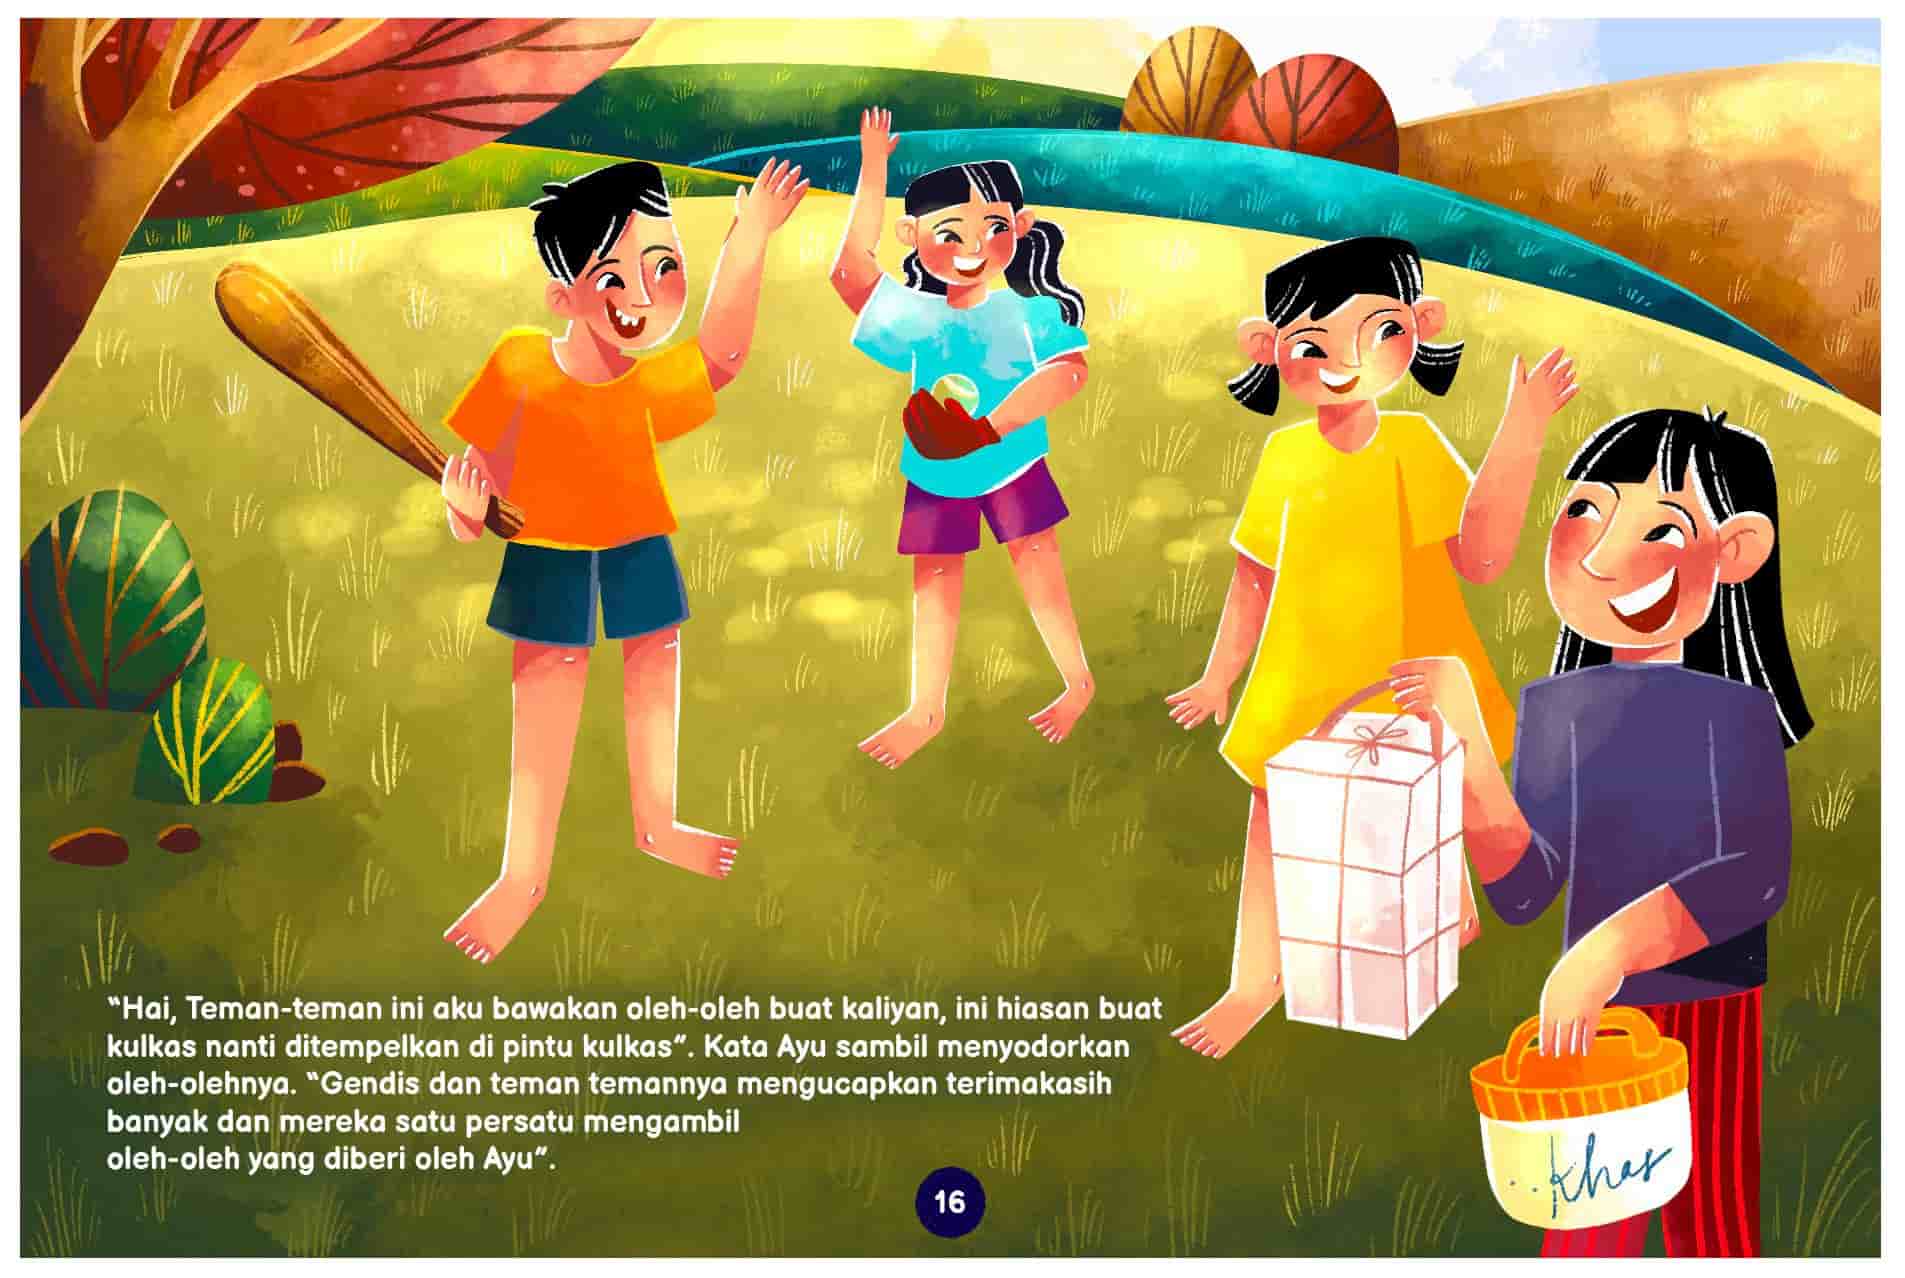 “Hai, Teman-teman ini aku bawakan oleh-oleh buat kaliyan, ini hiasan buat
kulkas nanti ditempelkan di pintu kulkas”. Kata Ayu sambil menyodorkan
oleh-olehnya. “Gendis dan teman temannya mengucapkan terimakasih
banyak dan mereka satu persatu mengambil
oleh-oleh yang diberi oleh Ayu”.
..khas
16